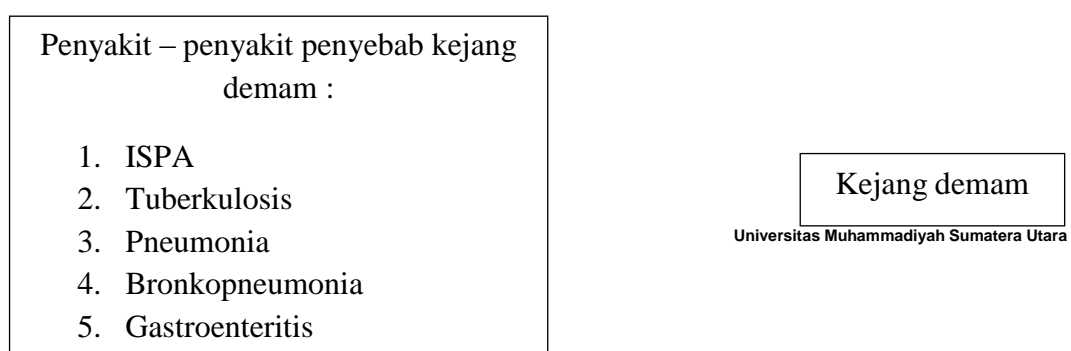 Penyakit – penyakit penyebab kejang
demam :
1. ISPA
2. Tuberkulosis
3. Pneumonia
4. Bronkopneumonia
5. Gastroenteritis
Kejang demam
Universitas Muhammadiyah Sumatera Utara